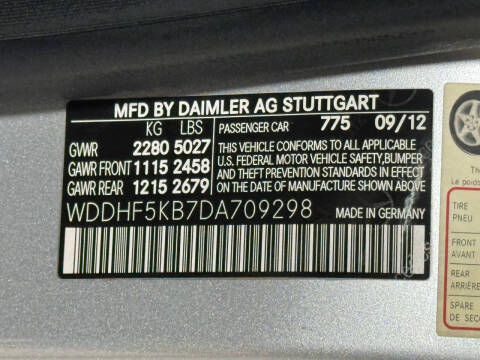 MFD BY DAIMLER AG STUTTGART
KG LBS PASSENGER CAR 775 09/12
GVWR 2280 5027
GAWR FRONT 1115 2458
GAWR REAR 1215 2679
THIS VEHICLE CONFORMS TO ALL APPLICABLE
U.S. FEDERAL MOTOR VEHICLE SAFETY, BUMPER
AND THEFT PREVENTION STANDARDS IN EFFECT
ON THE DATE OF MANUFACTURE SHOWN ABOVE.
WDDHF5KB7DA709298 MADE IN GERMANY
Le poids
TIRE
PNEU
FRONT
AVANT
REAR
ARRIÈRE
SPARE
DE SEC